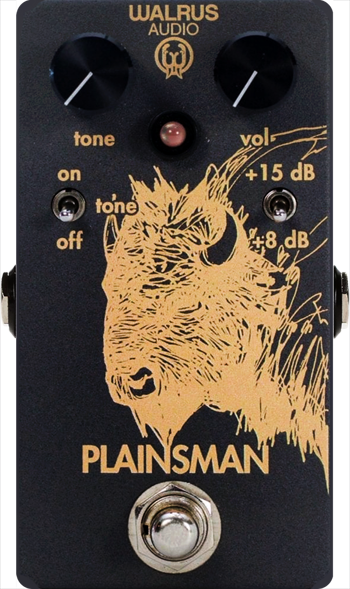 WALRUS
AUDIO
tone vol
on +15 dB
tone
off +8 dB
PLAINSMAN